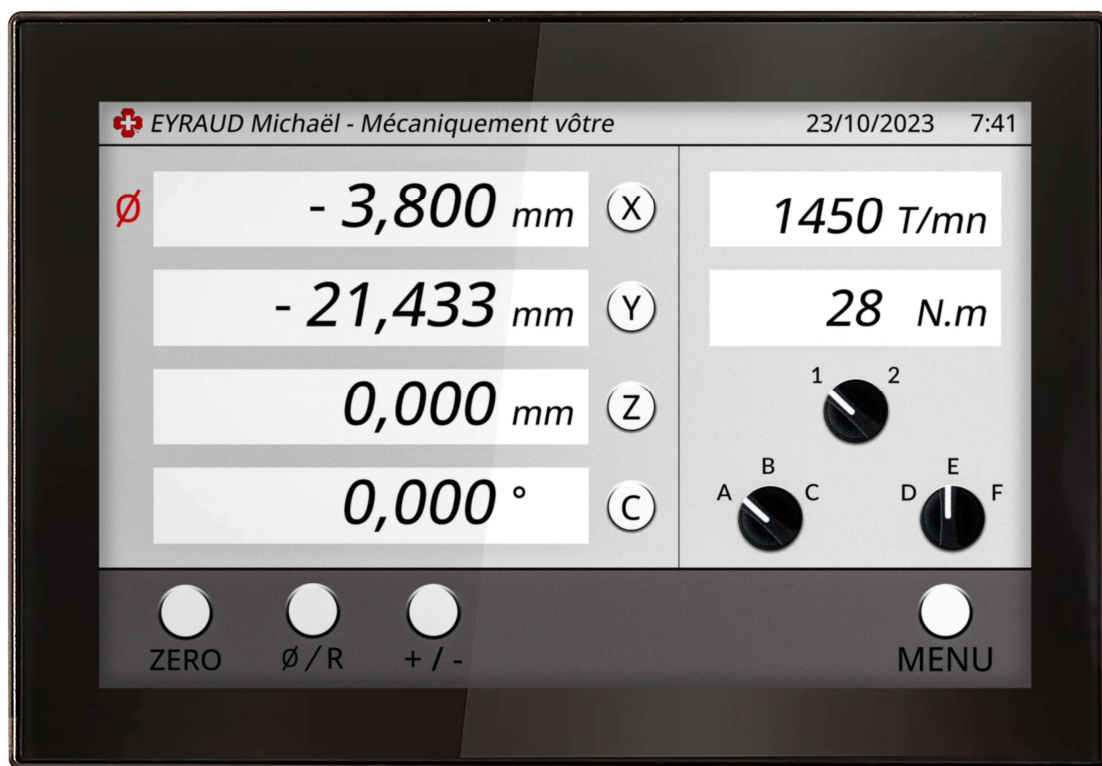 EYRAUD Michaël - Mécaniquement vôtre 23/10/2023 7:41
Ø - 3,800 mm X
- 21,433 mm Y
0,000 mm Z
0,000 ° C
1450 T/mn
28 N.m
1 2
A B C
D E F
ZERO Ø/R +/- MENU